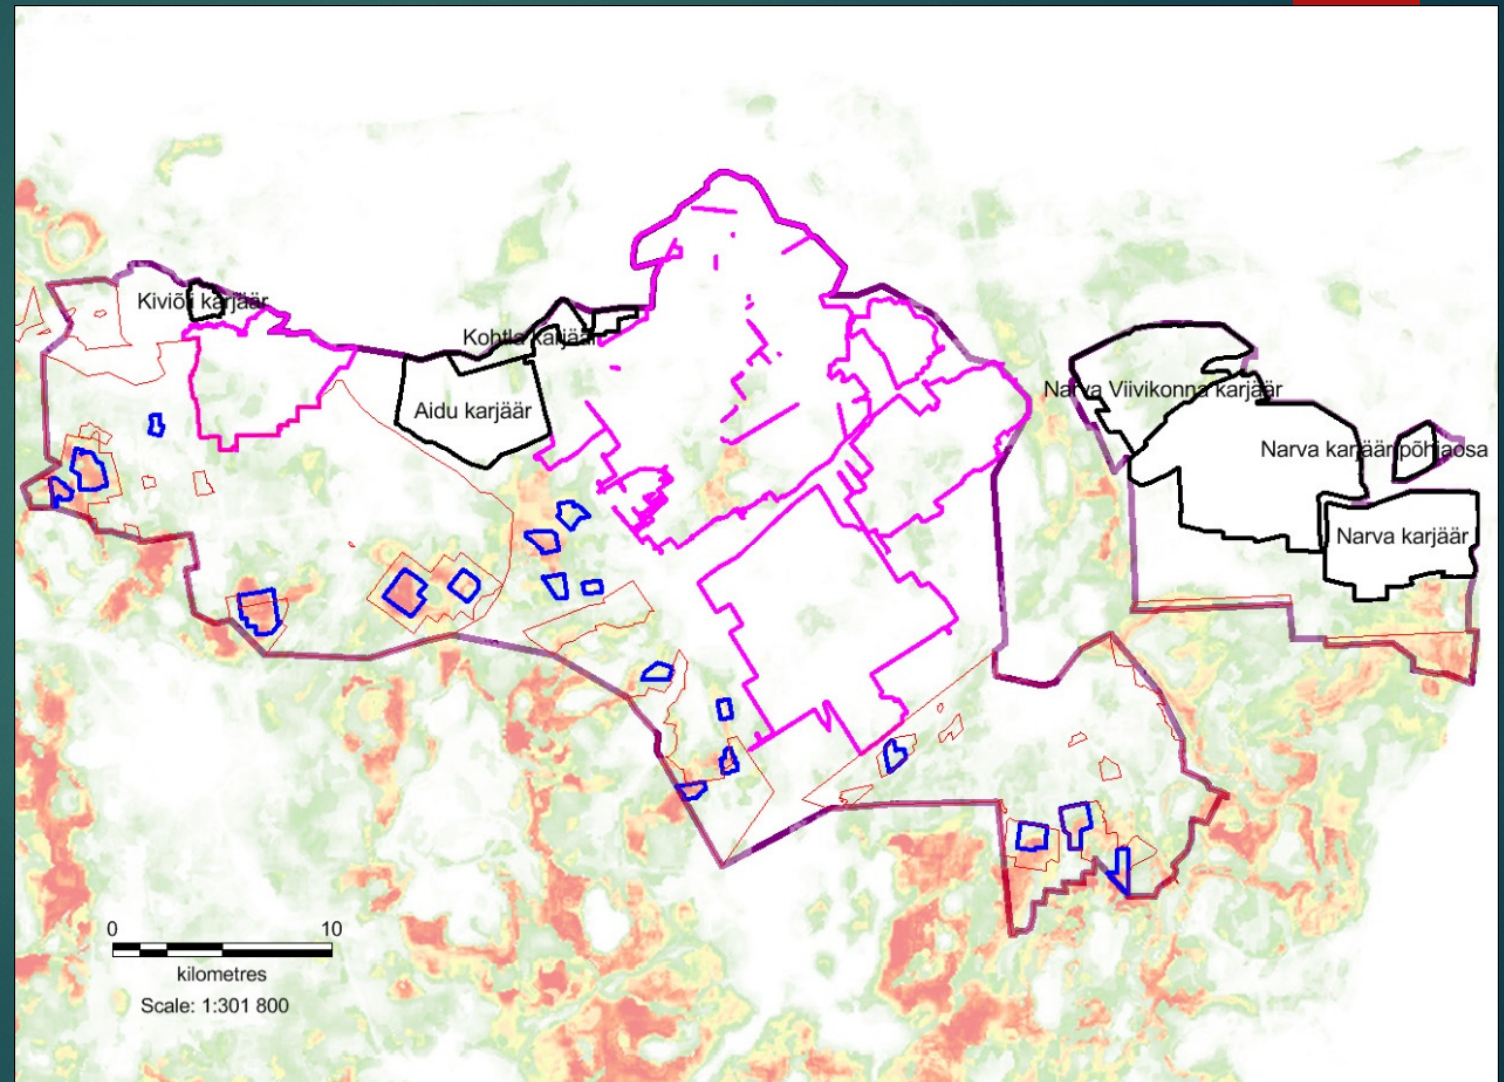 Kiviõli karjäär
Kohtla karjäär
Aidu karjäär
Narva Viivikonna karjäär
Narva karjääri põhjaosa
Narva karjäär
0 10
kilometres
Scale: 1:301 800